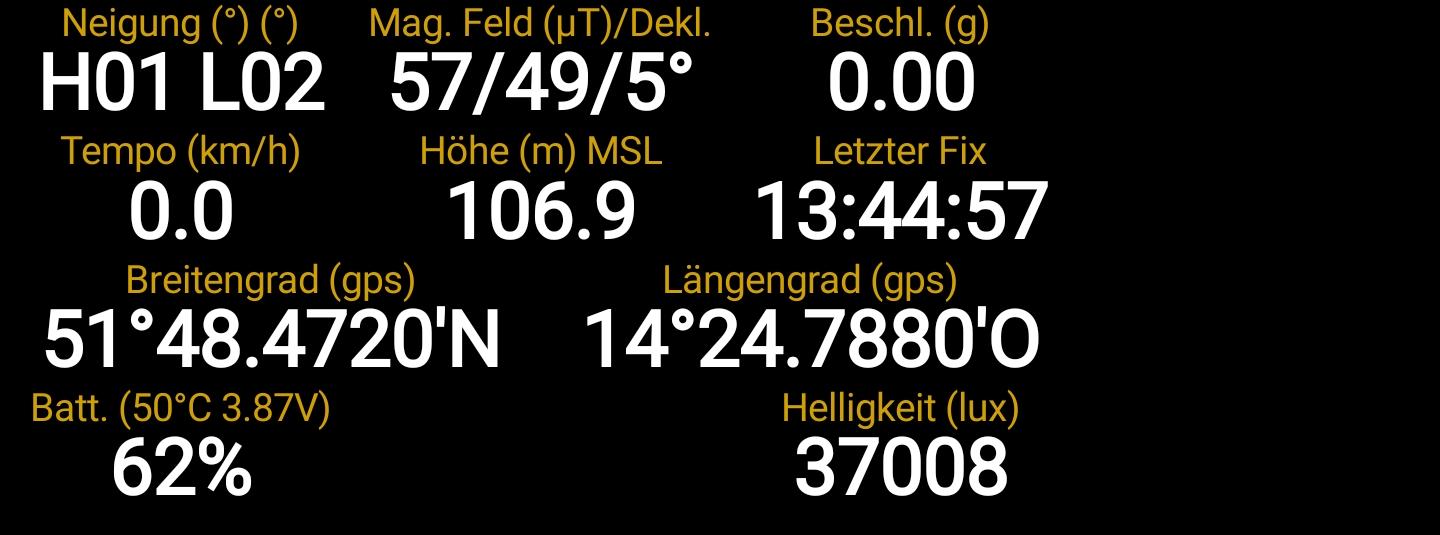 Neigung (°) (°) Mag. Feld (µT)/Dekl. Beschl. (g)
H01 L02 57/49/5° 0.00
Tempo (km/h) Höhe (m) MSL Letzter Fix
0.0 106.9 13:44:57
Breitengrad (gps) Längengrad (gps)
51°48.4720'N 14°24.7880'O
Batt. (50°C 3.87V) Helligkeit (lux)
62% 37008